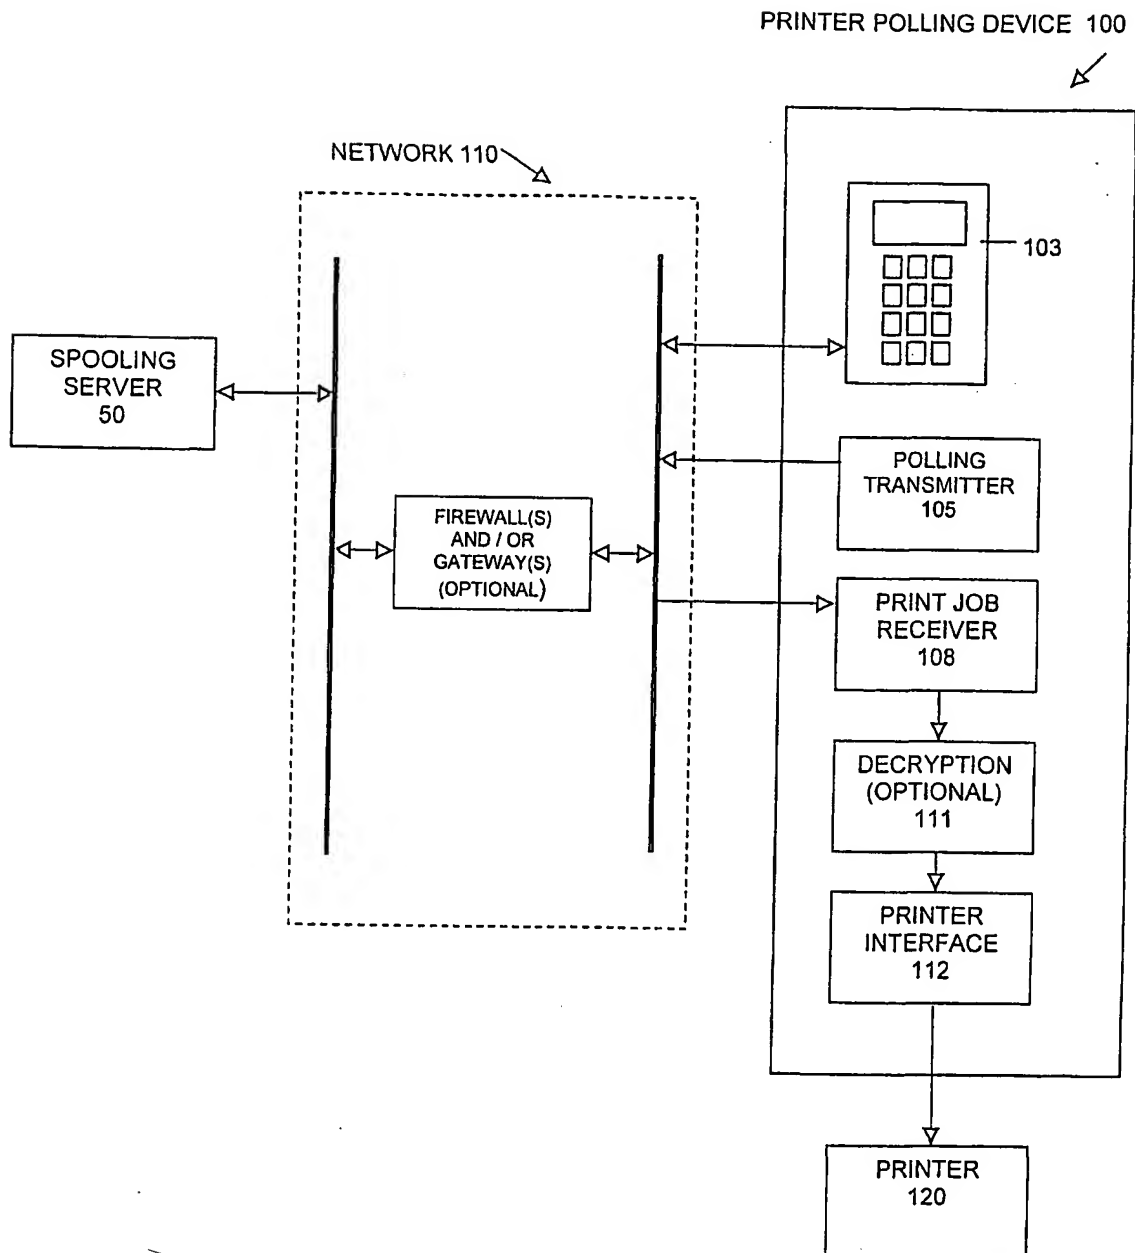 PRINTER POLLING DEVICE 100
NETWORK 110
103
SPOOLING
SERVER
50
POLLING
TRANSMITTER
105
FIREWALL(S)
AND / OR
GATEWAY(S)
(OPTIONAL)
PRINT JOB
RECEIVER
108
DECRYPTION
(OPTIONAL)
111
PRINTER
INTERFACE
112
PRINTER
120